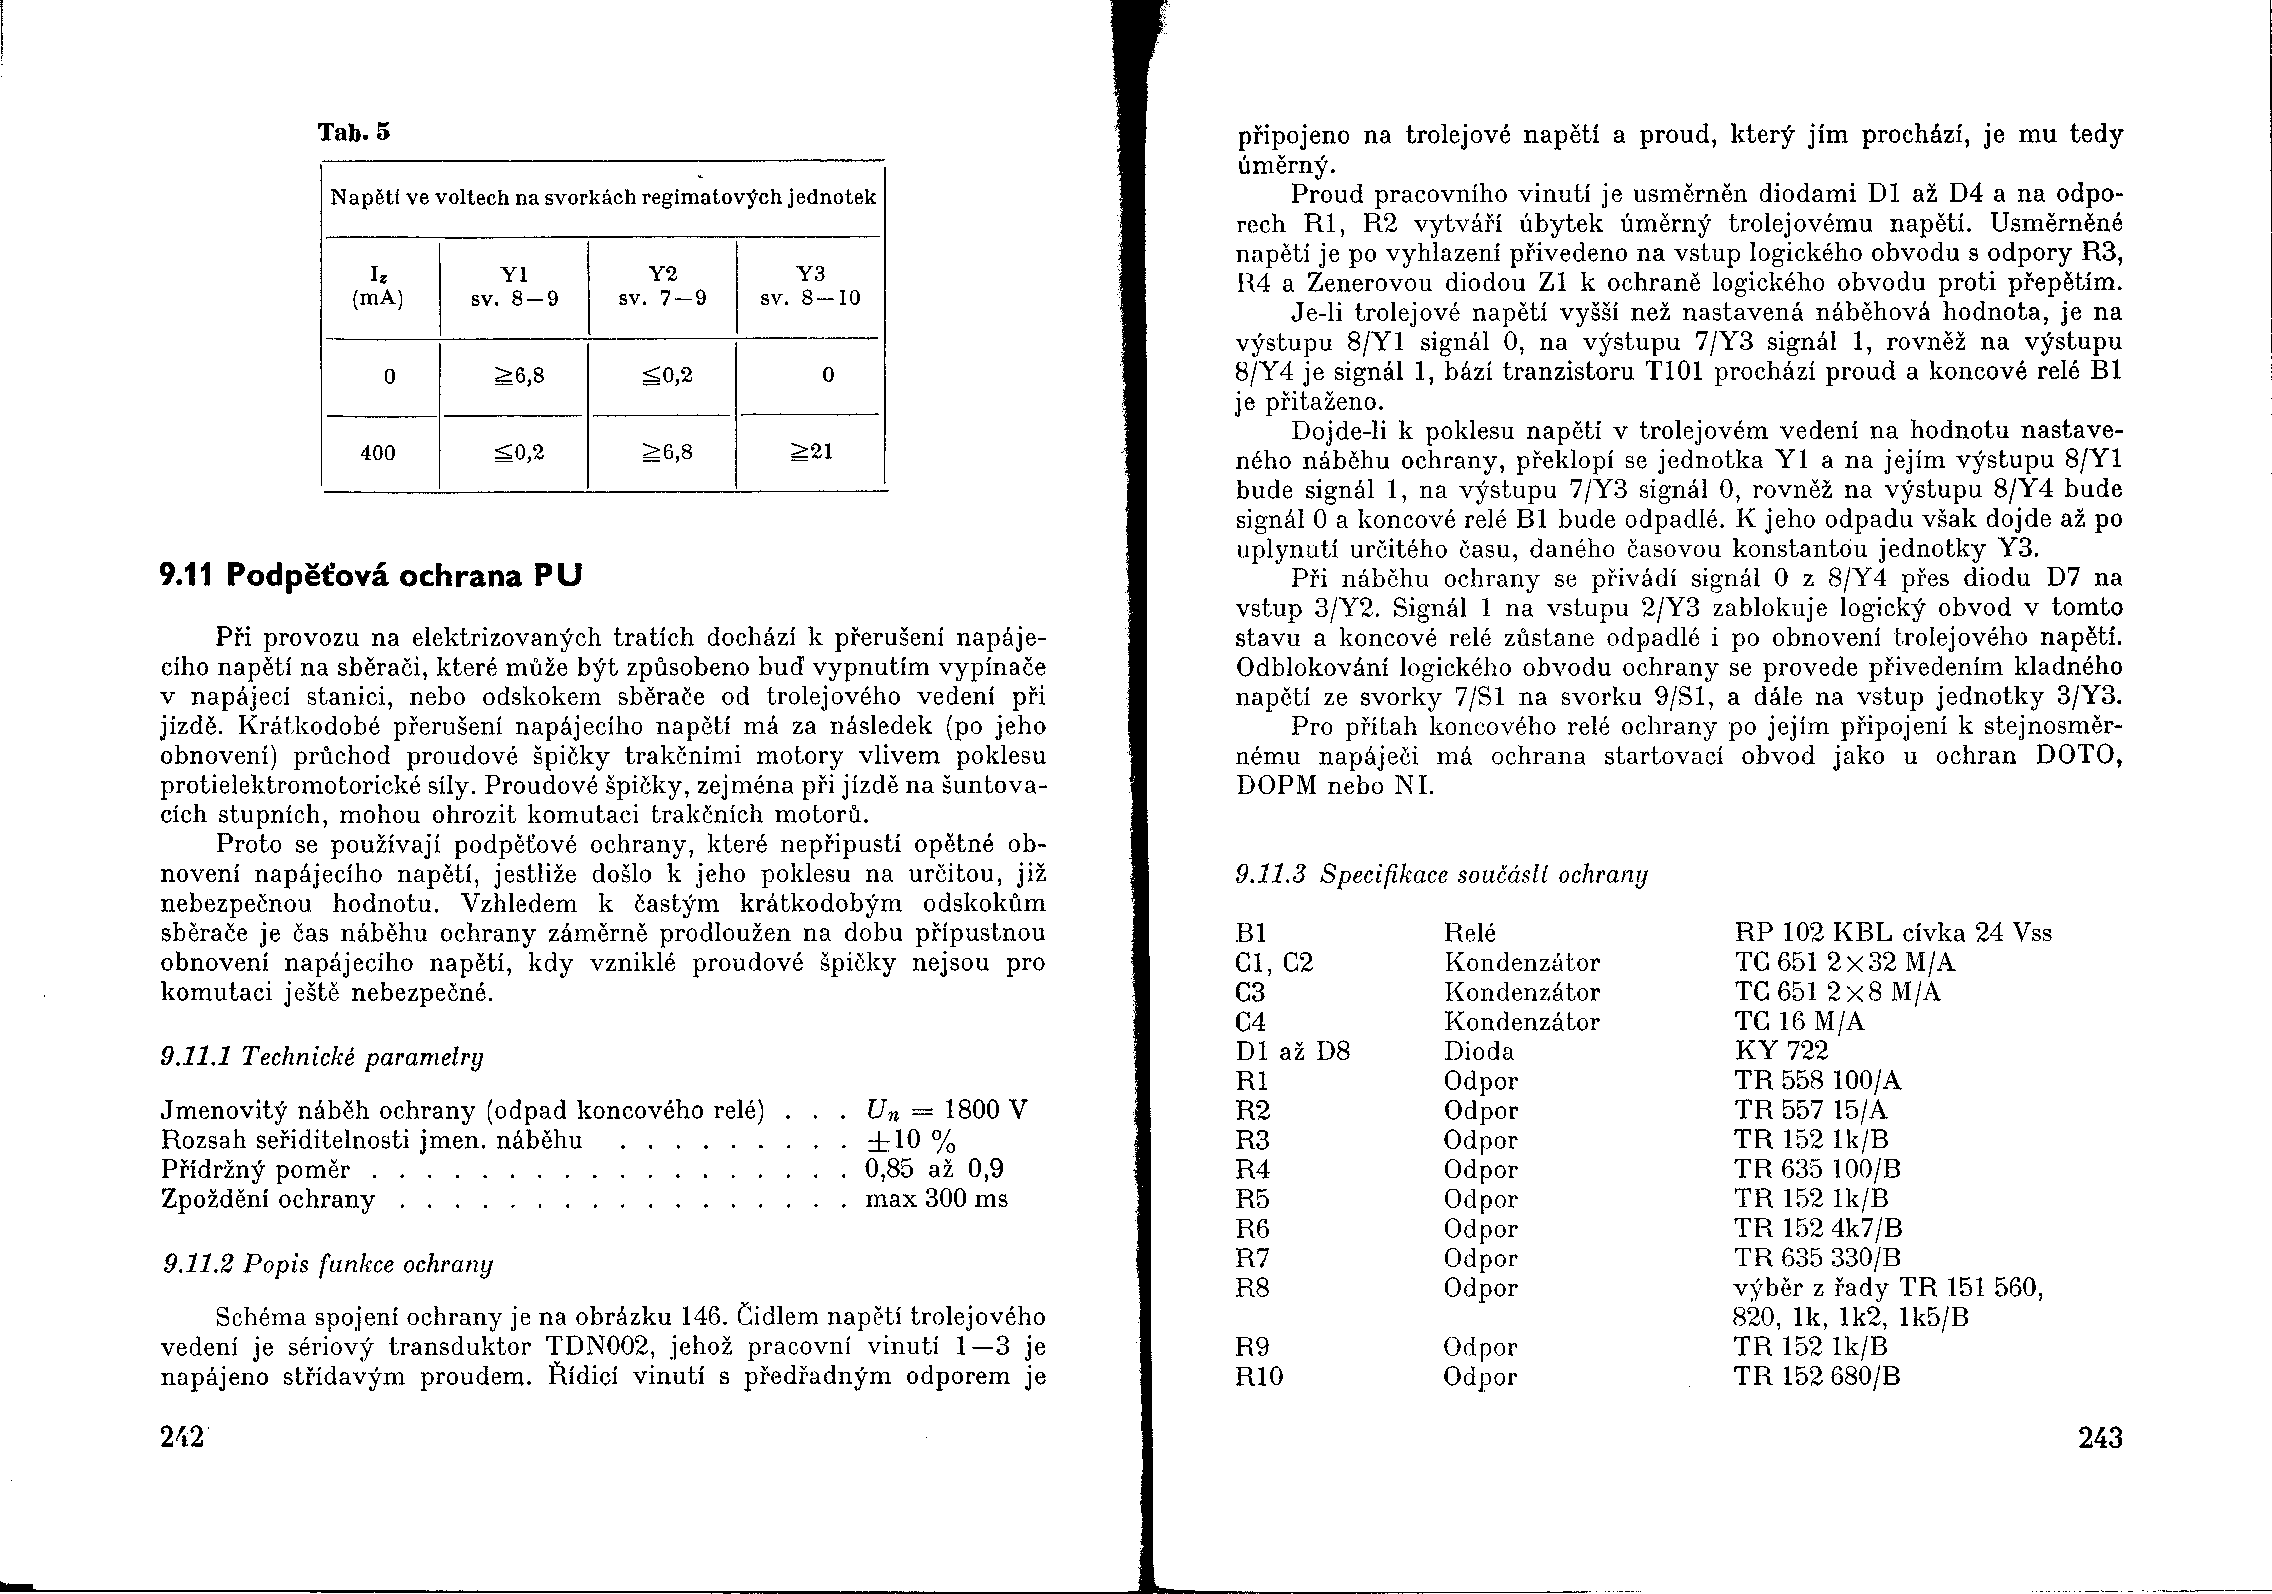 Tab. 5
Napětí ve voltech na svorkách regimatových jednotek
Iz (mA) Y1 sv. 8—9 Y2 sv. 7—9 Y3 sv. 8—10
0 ≧6,8 ≦0,2 0
400 ≦0,2 ≧6,8 ≧21
9.11 Podpěťová ochrana PU
Při provozu na elektrizovaných tratích dochází k přerušení napáje-
cího napětí na sběrači, které může být způsobeno buď vypnutím vypínače
v napájecí stanici, nebo odskokem sběrače od trolejového vedení při
jízdě. Krátkodobé přerušení napájecího napětí má za následek (po jeho
obnovení) průchod proudové špičky trakčními motory vlivem poklesu
protielektromotorické síly. Proudové špičky, zejména při jízdě na šuntova-
cích stupních, mohou ohrozit komutaci trakčních motorů.
Proto se používají podpěťové ochrany, které nepřipustí opětné ob-
novení napájecího napětí, jestliže došlo k jeho poklesu na určitou, již
nebezpečnou hodnotu. Vzhledem k častým krátkodobým odskokům
sběrače je čas náběhu ochrany záměrně prodloužen na dobu přípustnou
obnovení napájecího napětí, kdy vzniklé proudové špičky nejsou pro
komutaci ještě nebezpečné.
9.11.1 Technické parametry
Jmenovitý náběh ochrany (odpad koncového relé) . . . Un = 1800 V
Rozsah seřiditelnosti jmen. náběhu . . . . . . . . . ±10 %
Přídržný poměr . . . . . . . . . . . . . . . . . . 0,85 až 0,9
Zpoždění ochrany . . . . . . . . . . . . . . . . . max 300 ms
9.11.2 Popis funkce ochrany
Schéma spojení ochrany je na obrázku 146. Čidlem napětí trolejového
vedení je sériový transduktor TDN002, jehož pracovní vinutí 1—3 je
napájeno střídavým proudem. Řídicí vinutí s předřadným odporem je
242
připojeno na trolejové napětí a proud, který jím prochází, je mu tedy
úměrný.
Proud pracovního vinutí je usměrněn diodami D1 až D4 a na odpo-
rech R1, R2 vytváří úbytek úměrný trolejovému napětí. Usměrněné
napětí je po vyhlazení přivedeno na vstup logického obvodu s odpory R3,
R4 a Zenerovou diodou Z1 k ochraně logického obvodu proti přepětím.
Je-li trolejové napětí vyšší než nastavená náběhová hodnota, je na
výstupu 8/Y1 signál 0, na výstupu 7/Y3 signál 1, rovněž na výstupu
8/Y4 je signál 1, bází tranzistoru T101 prochází proud a koncové relé B1
je přitaženo.
Dojde-li k poklesu napětí v trolejovém vedení na hodnotu nastave-
ného náběhu ochrany, překlopí se jednotka Y1 a na jejím výstupu 8/Y1
bude signál 1, na výstupu 7/Y3 signál 0, rovněž na výstupu 8/Y4 bude
signál 0 a koncové relé B1 bude odpadlé. K jeho odpadu však dojde až po
uplynutí určitého času, daného časovou konstantou jednotky Y3.
Při náběhu ochrany se přivádí signál 0 z 8/Y4 přes diodu D7 na
vstup 3/Y2. Signál 1 na vstupu 2/Y3 zablokuje logický obvod v tomto
stavu a koncové relé zůstane odpadlé i po obnovení trolejového napětí.
Odblokování logického obvodu ochrany se provede přivedením kladného
napětí ze svorky 7/S1 na svorku 9/S1, a dále na vstup jednotky 3/Y3.
Pro přítah koncového relé ochrany po jejím připojení k stejnosměr-
nému napáječi má ochrana startovací obvod jako u ochran DOTO,
DOPM nebo NI.
9.11.3 Specifikace součástí ochrany
B1 Relé RP 102 KBL cívka 24 Vss
C1, C2 Kondenzátor TC 651 2×32 M/A
C3 Kondenzátor TC 651 2×8 M/A
C4 Kondenzátor TC 16 M/A
D1 až D8 Dioda KY 722
R1 Odpor TR 558 100/A
R2 Odpor TR 557 15/A
R3 Odpor TR 152 1k/B
R4 Odpor TR 635 100/B
R5 Odpor TR 152 1k/B
R6 Odpor TR 152 4k7/B
R7 Odpor TR 635 330/B
R8 Odpor výběr z řady TR 151 560,
820, 1k, 1k2, 1k5/B
R9 Odpor TR 152 1k/B
R10 Odpor TR 152 680/B
243